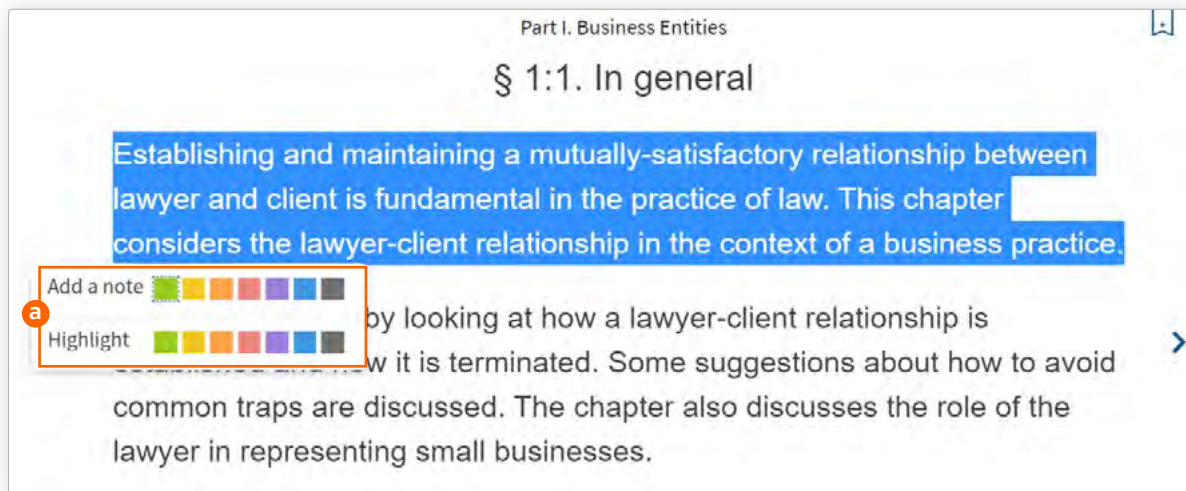 Part I. Business Entities
§ 1:1. In general
Establishing and maintaining a mutually-satisfactory relationship between
lawyer and client is fundamental in the practice of law. This chapter
considers the lawyer-client relationship in the context of a business practice.
Add a note
a
Highlight
by looking at how a lawyer-client relationship is
it is terminated. Some suggestions about how to avoid
common traps are discussed. The chapter also discusses the role of the
lawyer in representing small businesses.